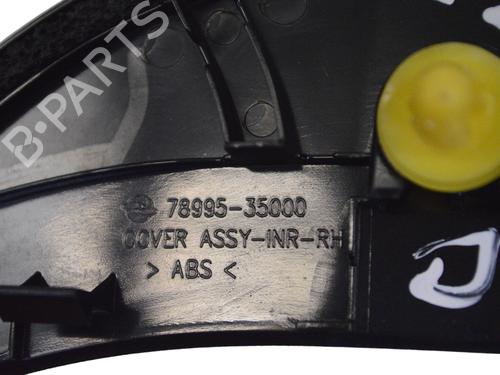 B-PARTS
78995-35000
COVER ASSY-INR-RH
> ABS <